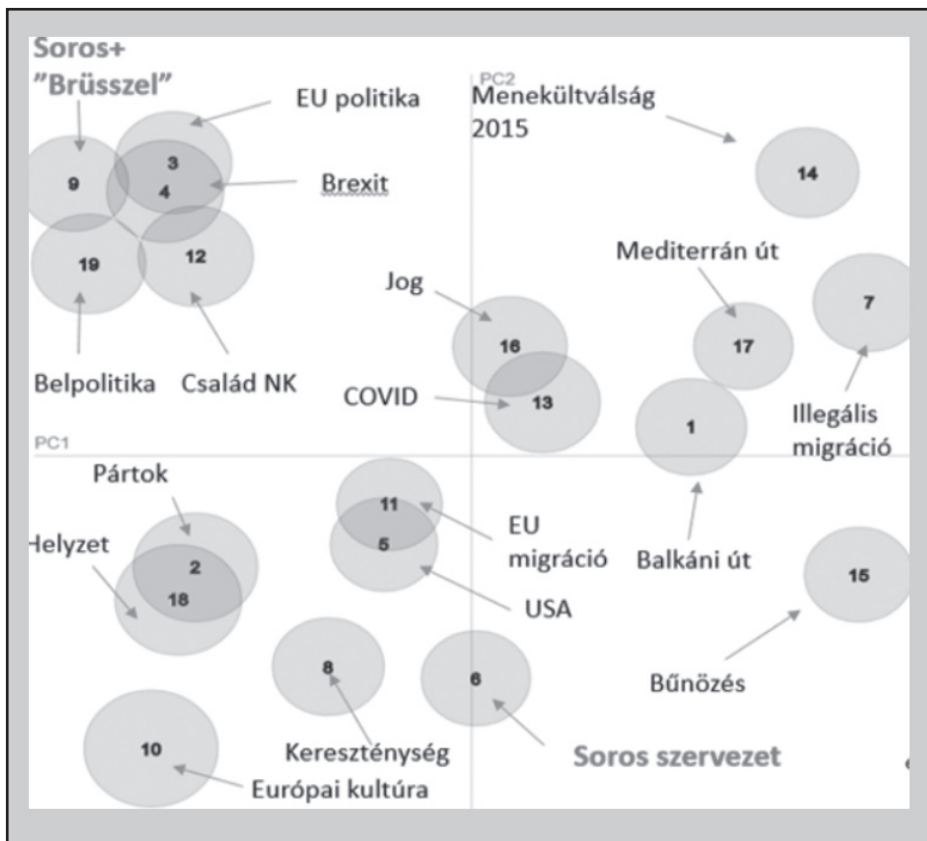 Soros+
"Brüsszel"
EU politika
PC2
Menekültválság
2015
3
14
9
4
Brexit
Mediterrán út
19
12
Jog
7
16
17
Belpolitika
Család NK
COVID
13
1
Illegális
migráció
PC1
Pártok
11
EU
migráció
Helyzet
2
5
Balkáni út
15
18
USA
8
6
Bűnözés
10
Kereszténység
Soros szervezet
Európai kultúra